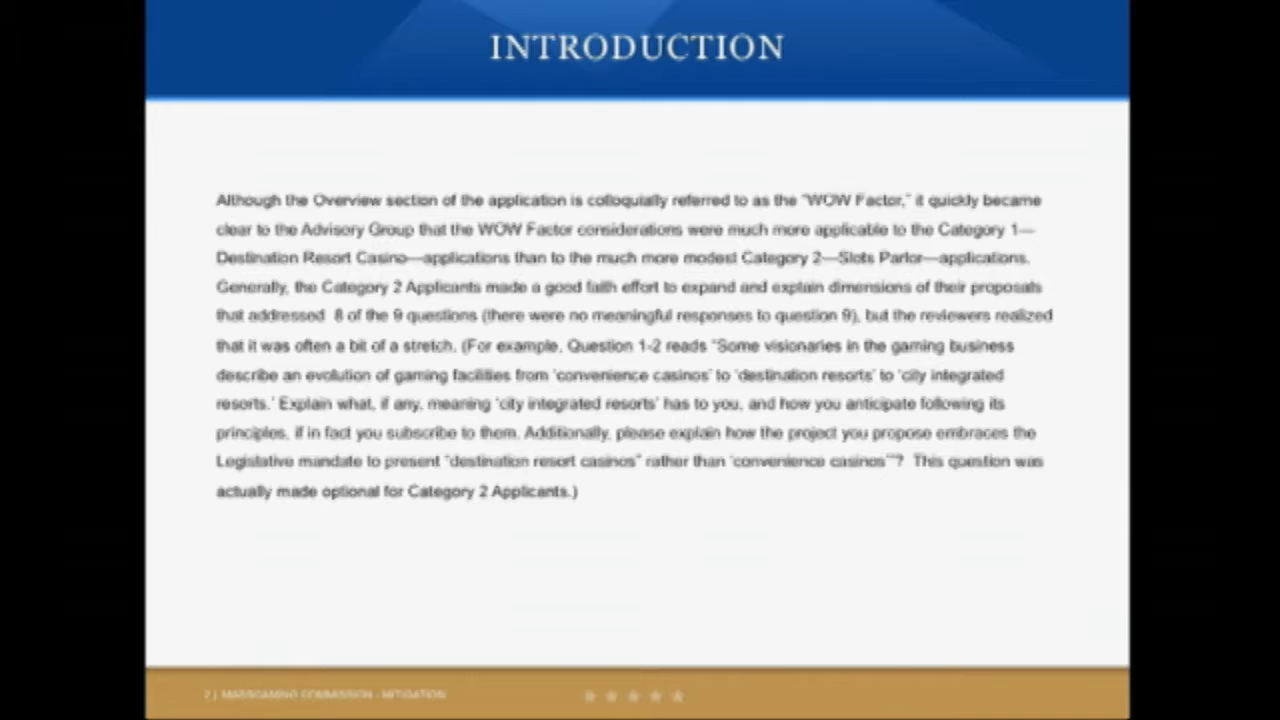 INTRODUCTION
Although the Overview section of the application is colloquially referred to as the "WOW Factor," it quickly became
clear to the Advisory Group that the WOW Factor considerations were much more applicable to the Category 1—
Destination Resort Casino—applications than to the much more modest Category 2—Slots Parlor—applications.
Generally, the Category 2 Applicants made a good faith effort to expand and explain dimensions of their proposals
that addressed  8 of the 9 questions (there were no meaningful responses to question 9), but the reviewers realized
that it was often a bit of a stretch. (For example, Question 1-2 reads "Some visionaries in the gaming business
describe an evolution of gaming facilities from 'convenience casinos' to 'destination resorts' to 'city integrated
resorts.' Explain what, if any, meaning 'city integrated resorts' has to you, and how you anticipate following its
principles, if in fact you subscribe to them. Additionally, please explain how the project you propose embraces the
Legislative mandate to present "destination resort casinos" rather than 'convenience casinos'"?  This question was
actually made optional for Category 2 Applicants.)
2 | MASSGAMING COMMISSION - MITIGATION